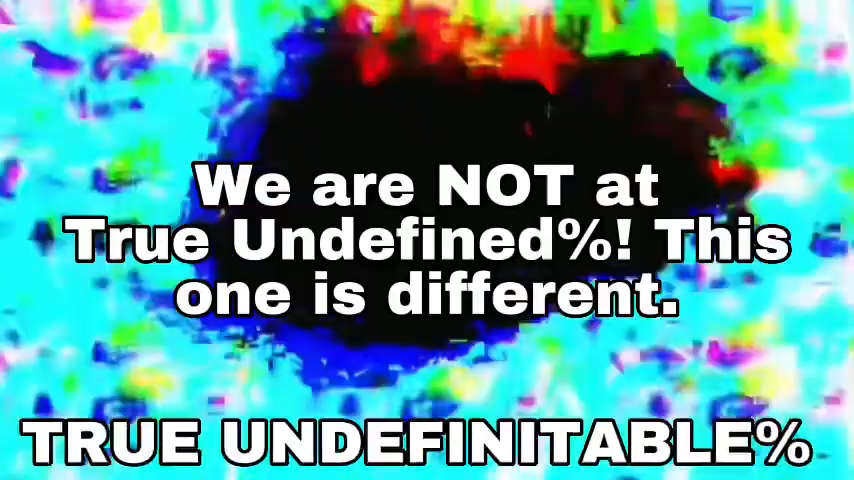 We are NOT at
True Undefined%! This
one is different.
TRUE UNDEFINITABLE%